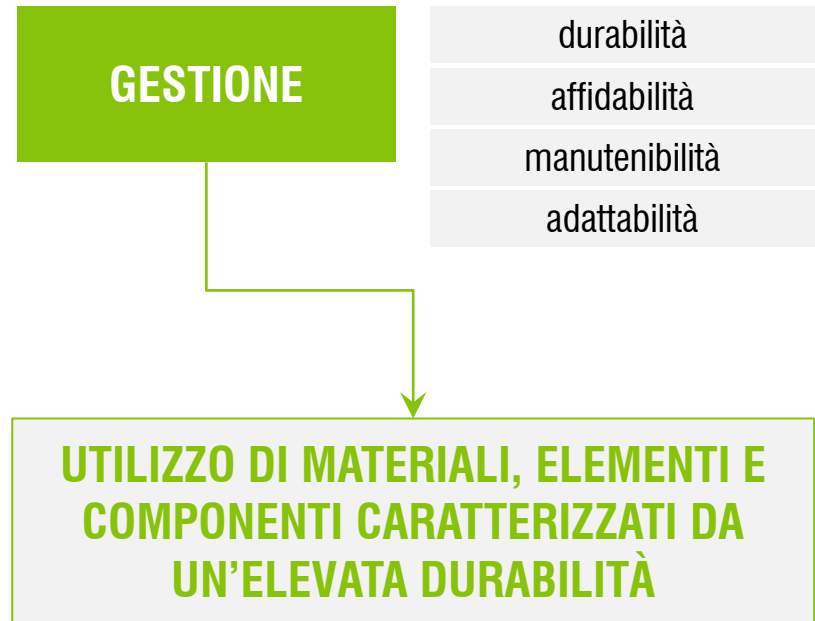 GESTIONE
durabilità
affidabilità
manutenibilità
adattabilità
UTILIZZO DI MATERIALI, ELEMENTI E
COMPONENTI CARATTERIZZATI DA
UN’ELEVATA DURABILITÀ